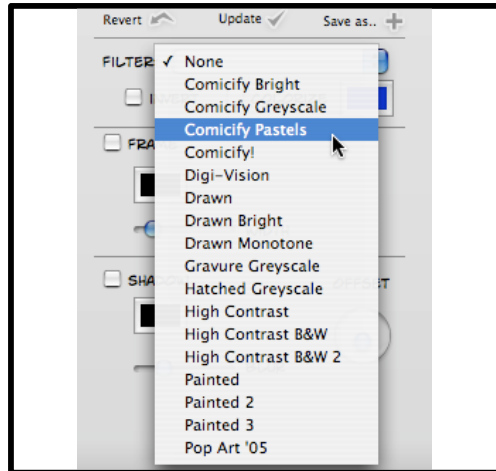 Revert Update Save as..
FILTER ✓ None
Comicify Bright
Comicify Greyscale
Comicify Pastels
Comicify!
Digi-Vision
Drawn
Drawn Bright
Drawn Monotone
Gravure Greyscale
Hatched Greyscale
High Contrast
High Contrast B&W
High Contrast B&W 2
Painted
Painted 2
Painted 3
Pop Art '05